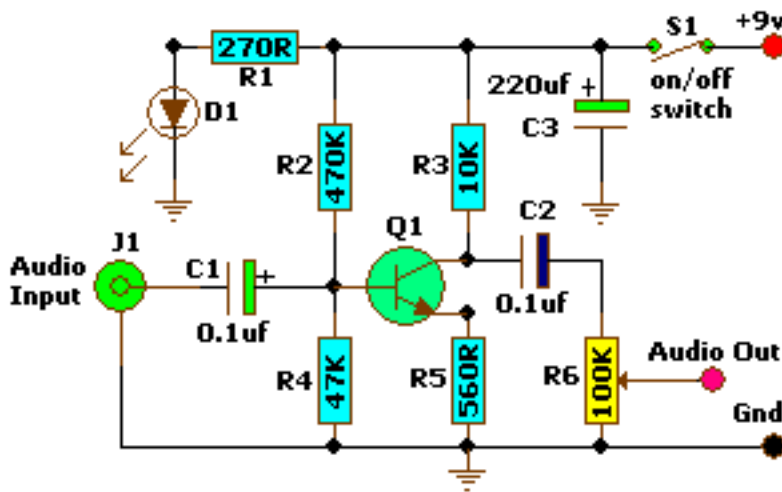 270R
R1
S1
+9v
on/off
switch
D1
220uf +
C3
R2
470K
R3
10K
J1
Audio
Input
C1
+
0.1uf
Q1
C2
0.1uf
R4
47K
R5
560R
R6
100K
Audio Out
Gnd